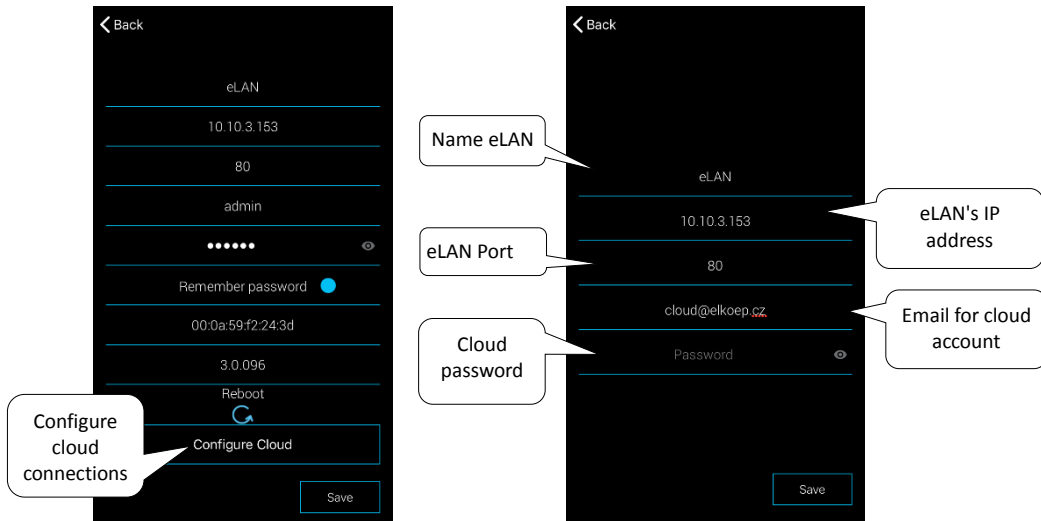 Back
eLAN
10.10.3.153
80
admin
••••••
Remember password
00:0a:59:f2:24:3d
3.0.096
Reboot
Configure Cloud
Save
Configure
cloud
connections
Back
eLAN
10.10.3.153
80
cloud@elkoep.cz
Password
Save
Name eLAN
eLAN Port
Cloud
password
eLAN's IP
address
Email for cloud
account